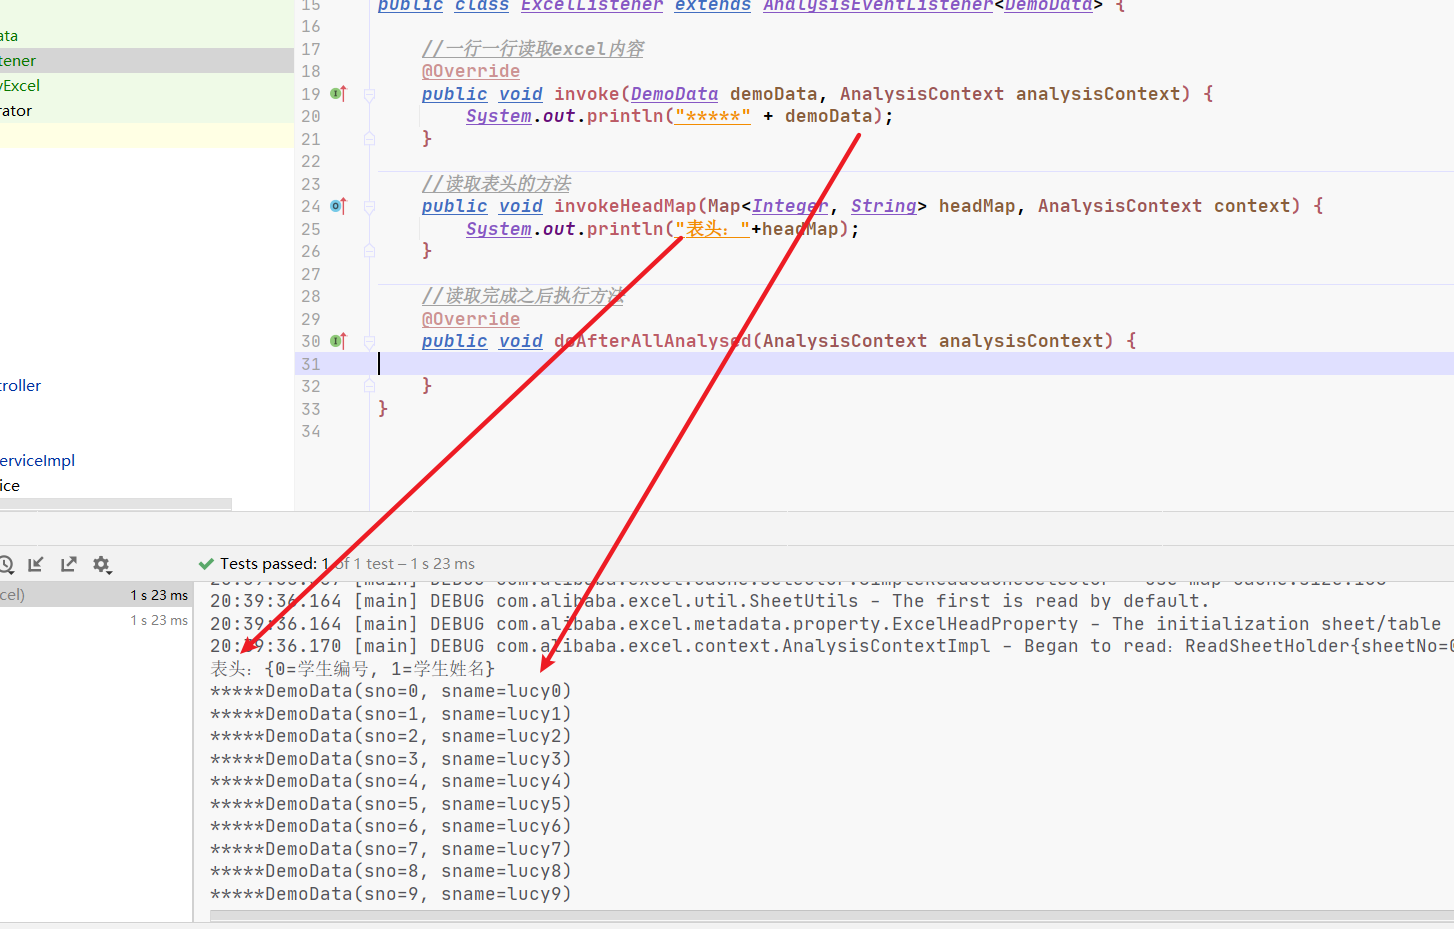 15 public class ExcelListener extends AnalysisEventListener<DemoData> {
16
17 //一行一行读取excel内容
18 @Override
19 public void invoke(DemoData demoData, AnalysisContext analysisContext) {
20 System.out.println("*****" + demoData);
21 }
22
23 //读取表头的方法
24 public void invokeHeadMap(Map<Integer, String> headMap, AnalysisContext context) {
25 System.out.println("表头："+headMap);
26 }
27
28 //读取完成之后执行方法
29 @Override
30 public void doAfterAllAnalysed(AnalysisContext analysisContext) {
31
32 }
33 }
34
ata
tener
yExcel
rator
roller
erviceImpl
ice
Tests passed: 1 of 1 test – 1 s 23 ms
cel) 1 s 23 ms
1 s 23 ms
20:39:36.164 [main] DEBUG com.alibaba.excel.util.SheetUtils - The first is read by default.
20:39:36.164 [main] DEBUG com.alibaba.excel.metadata.property.ExcelHeadProperty - The initialization sheet/table
20:39:36.170 [main] DEBUG com.alibaba.excel.context.AnalysisContextImpl - Began to read：ReadSheetHolder{sheetNo=0
表头：{0=学生编号, 1=学生姓名}
*****DemoData(sno=0, sname=lucy0)
*****DemoData(sno=1, sname=lucy1)
*****DemoData(sno=2, sname=lucy2)
*****DemoData(sno=3, sname=lucy3)
*****DemoData(sno=4, sname=lucy4)
*****DemoData(sno=5, sname=lucy5)
*****DemoData(sno=6, sname=lucy6)
*****DemoData(sno=7, sname=lucy7)
*****DemoData(sno=8, sname=lucy8)
*****DemoData(sno=9, sname=lucy9)